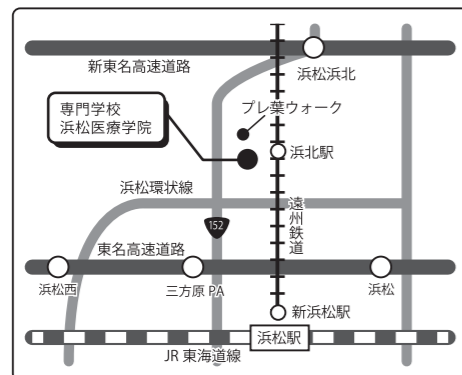 新東名高速道路
浜松浜北
プレ葉ウォーク
専門学校
浜松医療学院
浜北駅
浜松環状線
遠州鉄道
152
東名高速道路
浜松西
三方原 PA
浜松
新浜松駅
浜松駅
JR 東海道線